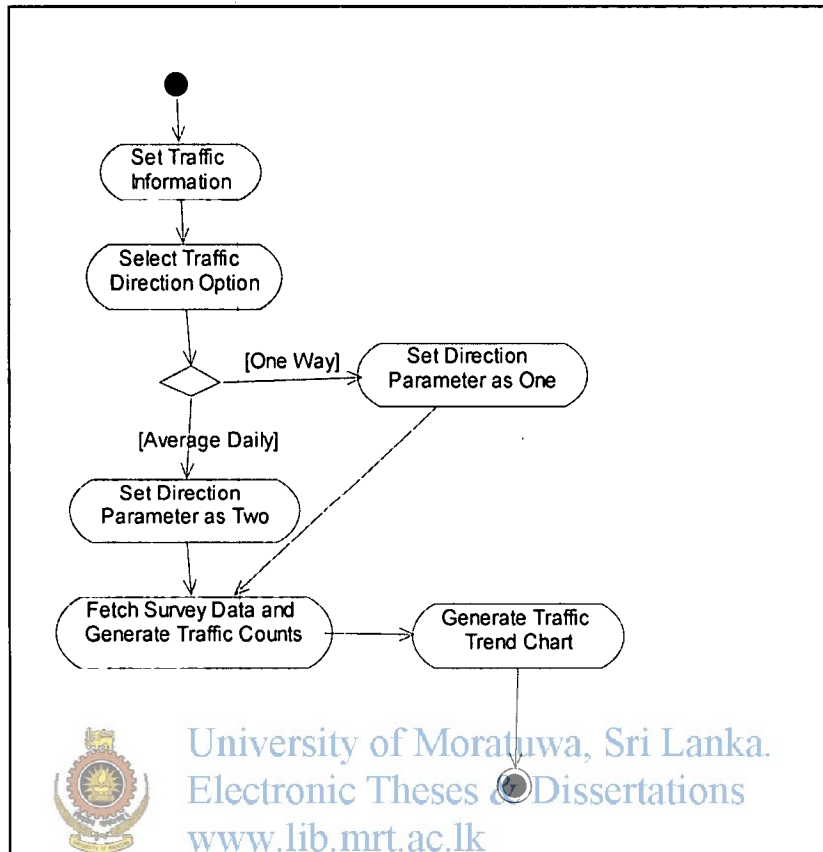 Set Traffic
Information
Select Traffic
Direction Option
[One Way]
Set Direction
Parameter as One
[Average Daily]
Set Direction
Parameter as Two
Fetch Survey Data and
Generate Traffic Counts
Generate Traffic
Trend Chart
University of Moratuwa, Sri Lanka.
Electronic Theses & Dissertations
www.lib.mrt.ac.lk